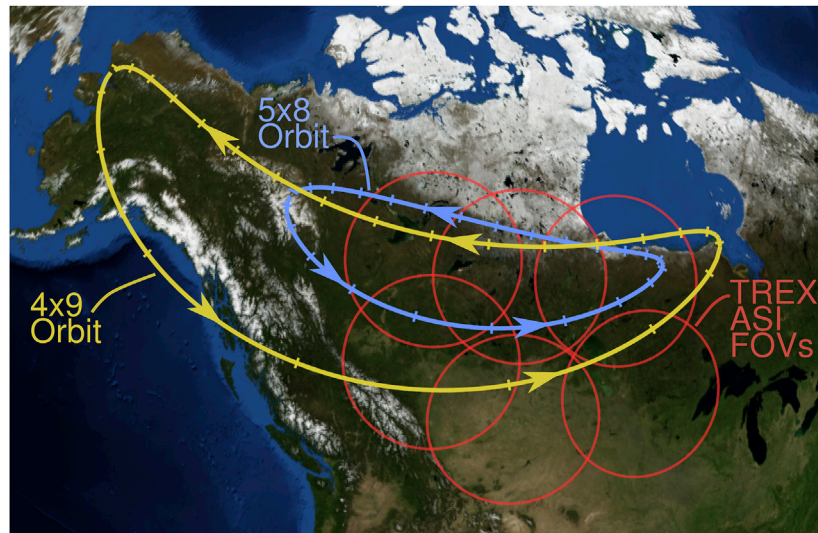 5x8
Orbit
4x9
Orbit
TREX
ASI
FOVs